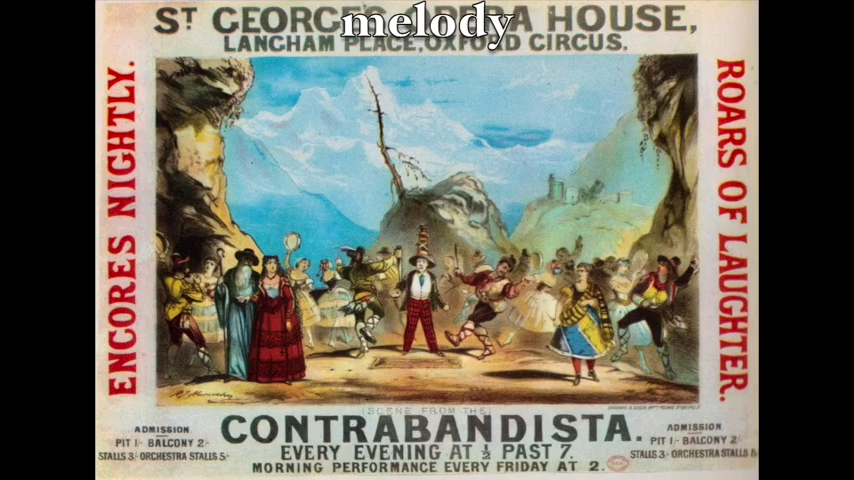 melody
ST GEORGE'S OPERA HOUSE,
LANGHAM PLACE, OXFORD CIRCUS.
ENCORES NIGHTLY.
ROARS OF LAUGHTER.
(SCENE FROM THE)
CONTRABANDISTA.
EVERY EVENING AT ½ PAST 7.
MORNING PERFORMANCE EVERY FRIDAY AT 2.
ADMISSION.
PIT 1/- BALCONY 2/-
STALLS 3/- ORCHESTRA STALLS 5/-
ADMISSION
PIT 1/- BALCONY 2/-
STALLS 3/- ORCHESTRA STALLS 5/-